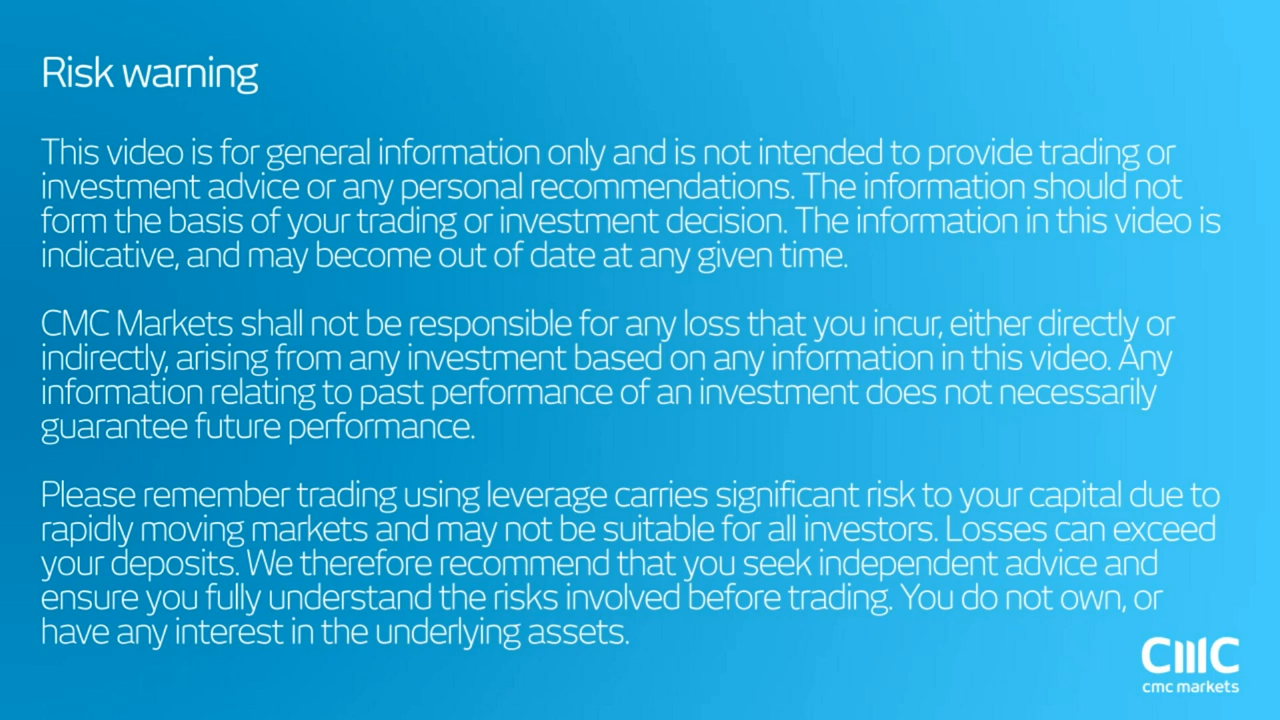 Risk warning
This video is for general information only and is not intended to provide trading or
investment advice or any personal recommendations. The information should not
form the basis of your trading or investment decision. The information in this video is
indicative, and may become out of date at any given time.
CMC Markets shall not be responsible for any loss that you incur, either directly or
indirectly, arising from any investment based on any information in this video. Any
information relating to past performance of an investment does not necessarily
guarantee future performance.
Please remember trading using leverage carries significant risk to your capital due to
rapidly moving markets and may not be suitable for all investors. Losses can exceed
your deposits. We therefore recommend that you seek independent advice and
ensure you fully understand the risks involved before trading. You do not own, or
have any interest in the underlying assets.
CMC
cmc markets